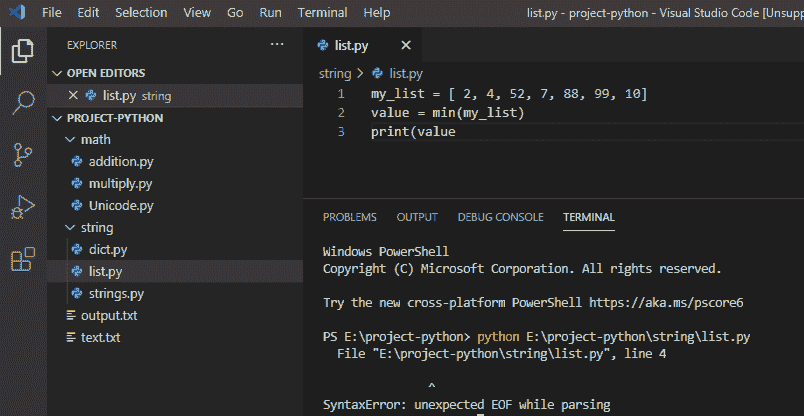 File Edit Selection View Go Run Terminal Help list.py - project-python - Visual Studio Code [Unsupp
EXPLORER ...
OPEN EDITORS
list.py string
PROJECT-PYTHON
math
addition.py
multiply.py
Unicode.py
string
dict.py
list.py
strings.py
output.txt
text.txt
list.py
string > list.py
1 my_list = [ 2, 4, 52, 7, 88, 99, 10]
2 value = min(my_list)
3 print(value
PROBLEMS OUTPUT DEBUG CONSOLE TERMINAL
Windows PowerShell
Copyright (C) Microsoft Corporation. All rights reserved.
Try the new cross-platform PowerShell https://aka.ms/pscore6
PS E:\project-python> python E:\project-python\string\list.py
File "E:\project-python\string\list.py", line 4
^
SyntaxError: unexpected EOF while parsing